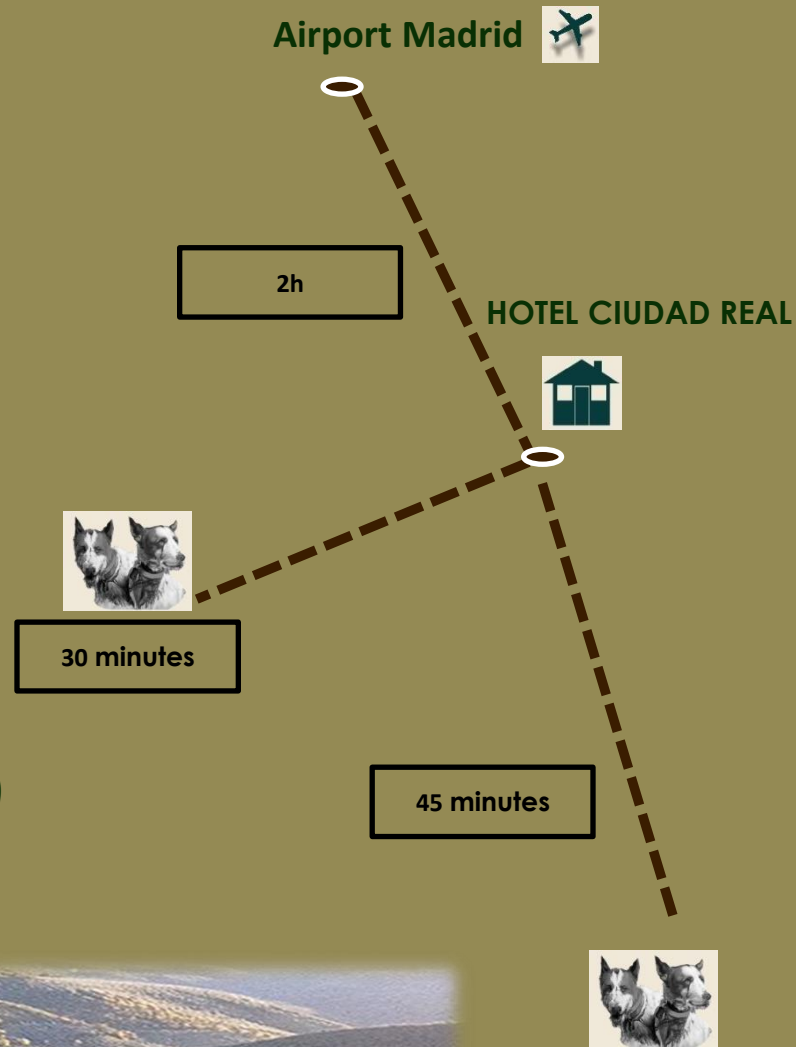 Airport Madrid
2h
HOTEL CIUDAD REAL
30 minutes
45 minutes
)